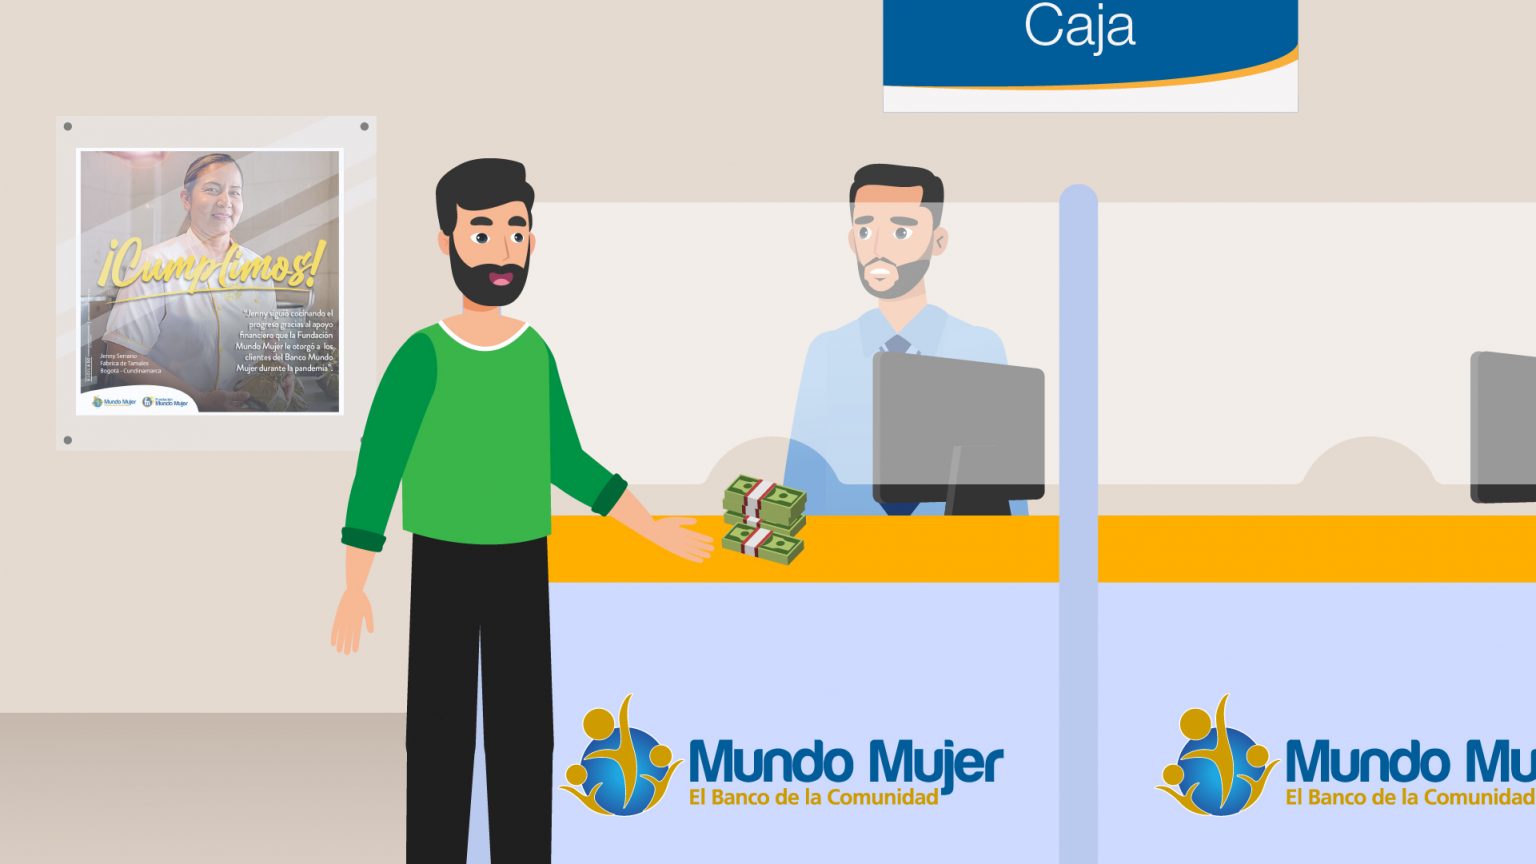 Caja
¡Cumplimos!
"Jenny siguió cocinando el
progreso gracias al apoyo
financiero que la Fundación
Mundo Mujer le otorgó a los
clientes del Banco Mundo
Mujer durante la pandemia".
Jenny Serrano
Fabrica de Tamales
Bogotá - Cundinamarca
Mundo Mujer
Fundación
Mundo Mujer
Mundo Mujer
El Banco de la Comunidad
Mundo Mu
El Banco de la Comunidad